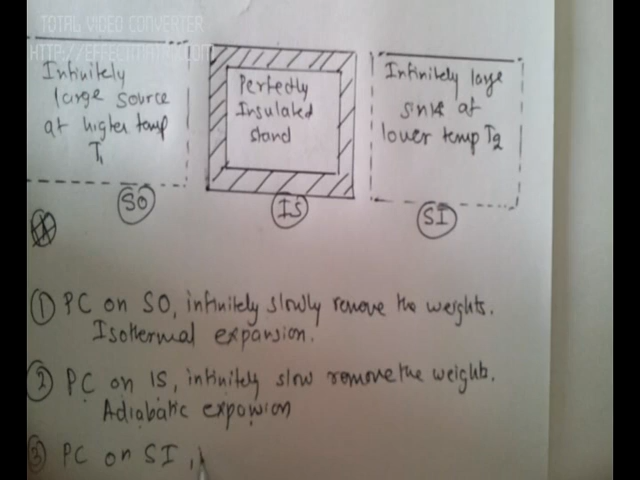 TOTAL VIDEO CONVERTER
Infinitely
large source
at higher temp
T1
SO
Perfectly
Insulated
stand
IS
Infinitely large
sink at
lower temp T2
SI
① PC on SO, infinitely slowly remove the weights.
Isothermal expansion.
② PC on IS, infinitely slow remove the weights.
Adiabatic expansion
③ PC on SI,